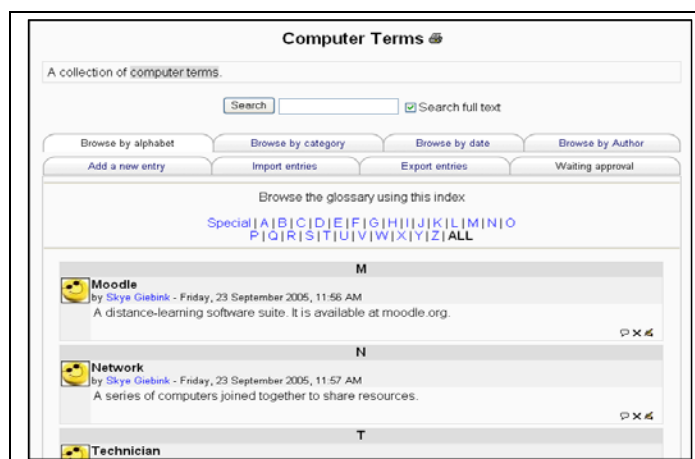 Computer Terms
A collection of computer terms.
Search Search full text
Browse by alphabet Browse by category Browse by date Browse by Author
Add a new entry Import entries Export entries Waiting approval
Browse the glossary using this index
Special | A | B | C | D | E | F | G | H | I | J | K | L | M | N | O
P | Q | R | S | T | U | V | W | X | Y | Z | ALL
M
Moodle
by Skye Giebink - Friday, 23 September 2005, 11:56 AM
A distance-learning software suite. It is available at moodle.org.
N
Network
by Skye Giebink - Friday, 23 September 2005, 11:57 AM
A series of computers joined together to share resources.
T
Technician